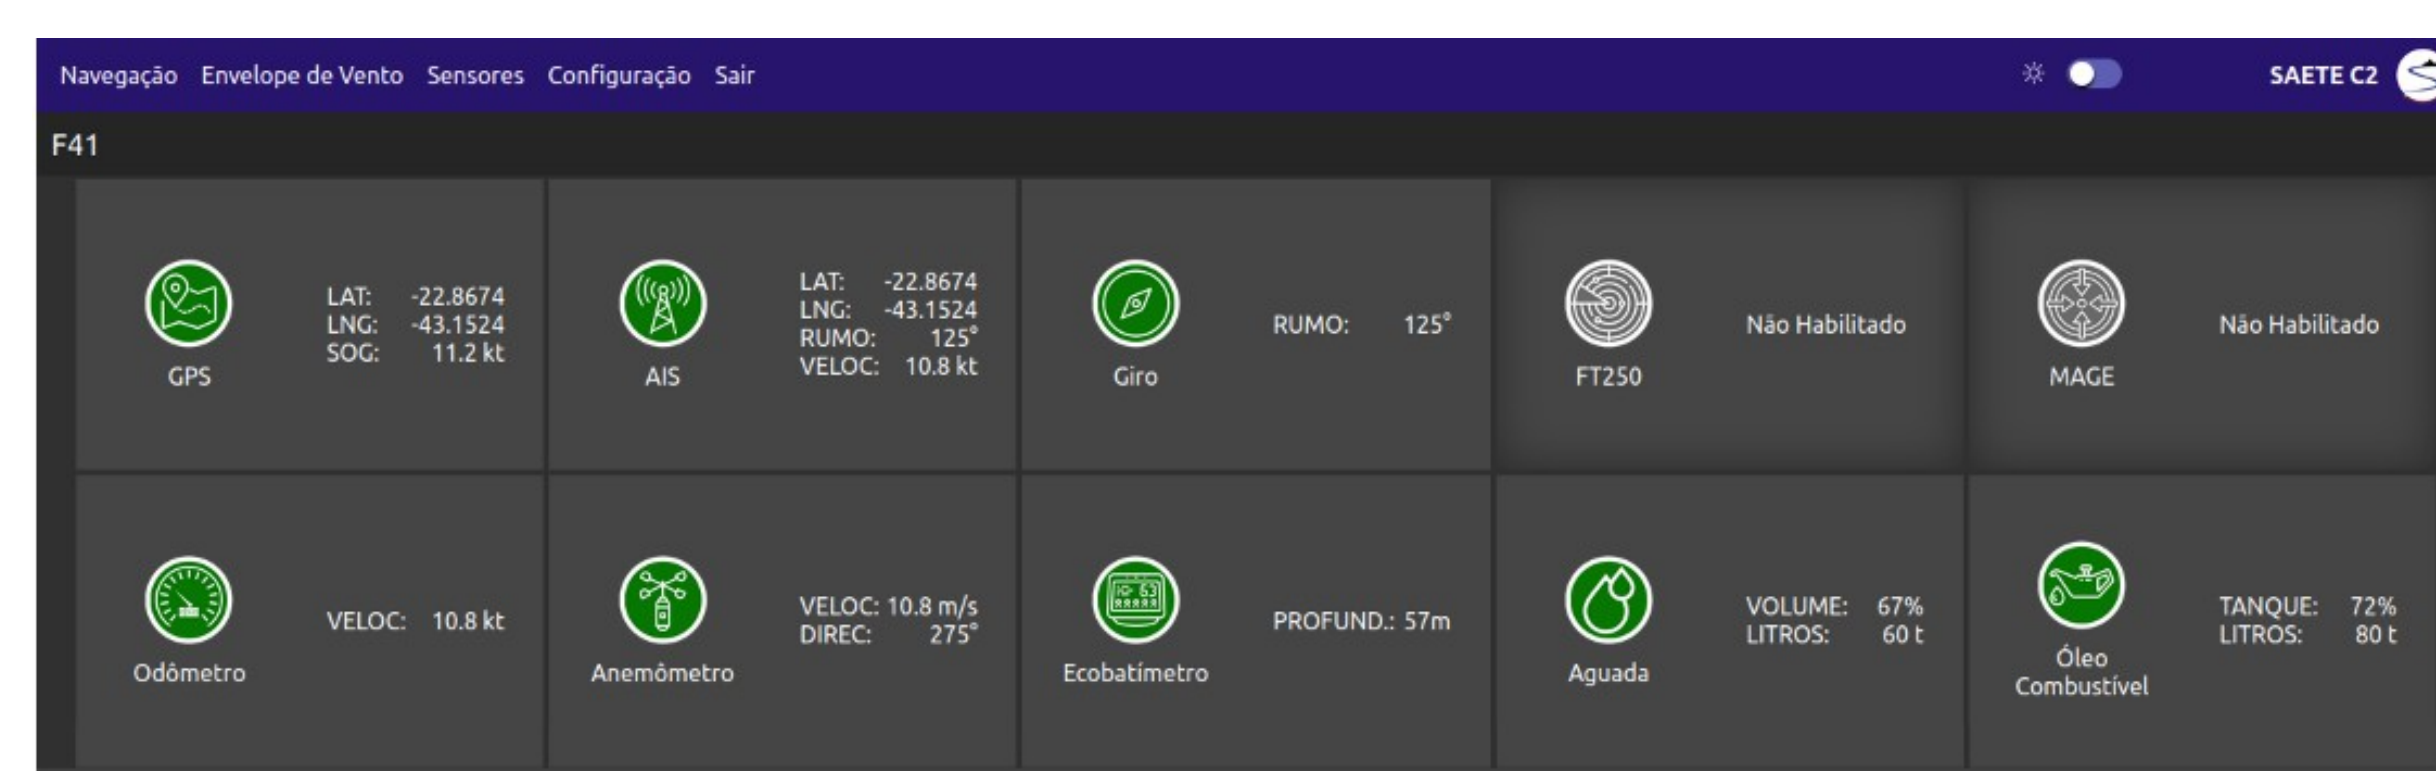 Navegação Envelope de Vento Sensores Configuração Sair SAETE C2
F41
GPS
LAT: -22.8674
LNG: -43.1524
SOG: 11.2 kt
AIS
LAT: -22.8674
LNG: -43.1524
RUMO: 125°
VELOC: 10.8 kt
Giro
RUMO: 125°
FT250
Não Habilitado
MAGE
Não Habilitado
Odômetro
VELOC: 10.8 kt
Anemômetro
VELOC: 10.8 m/s
DIREC: 275°
Ecobatímetro
PROFUND.: 57m
Aguada
VOLUME: 67%
LITROS: 60 t
Óleo
Combustível
TANQUE: 72%
LITROS: 80 t